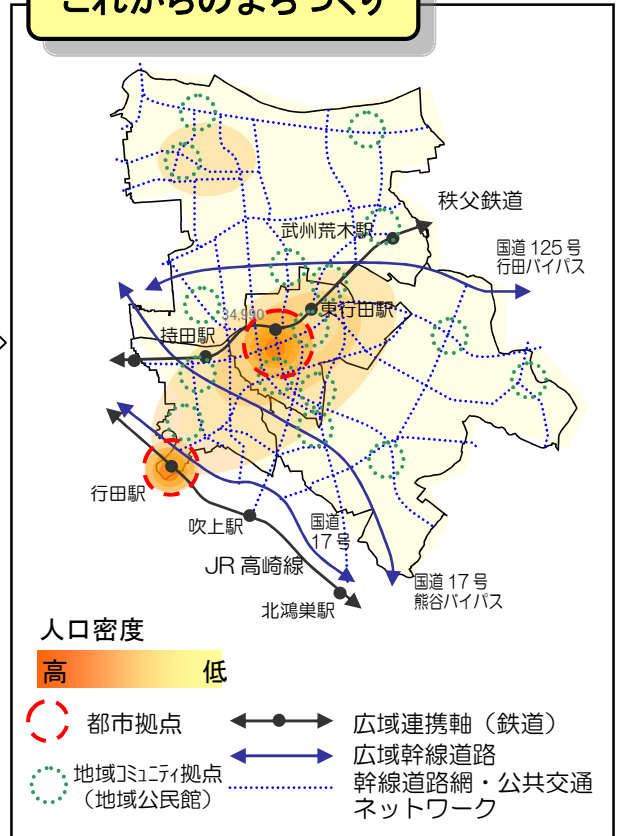 これからのまちづくり
秩父鉄道
武州荒木駅
国道125号
行田バイパス
34,990
東行田駅
持田駅
行田駅
吹上駅
国道
17号
JR高崎線
国道17号
熊谷バイパス
北鴻巣駅
人口密度
高 低
都市拠点
広域連携軸（鉄道）
広域幹線道路
地域ｺﾐｭﾆﾃｨ拠点
（地域公民館）
幹線道路網・公共交通
ネットワーク